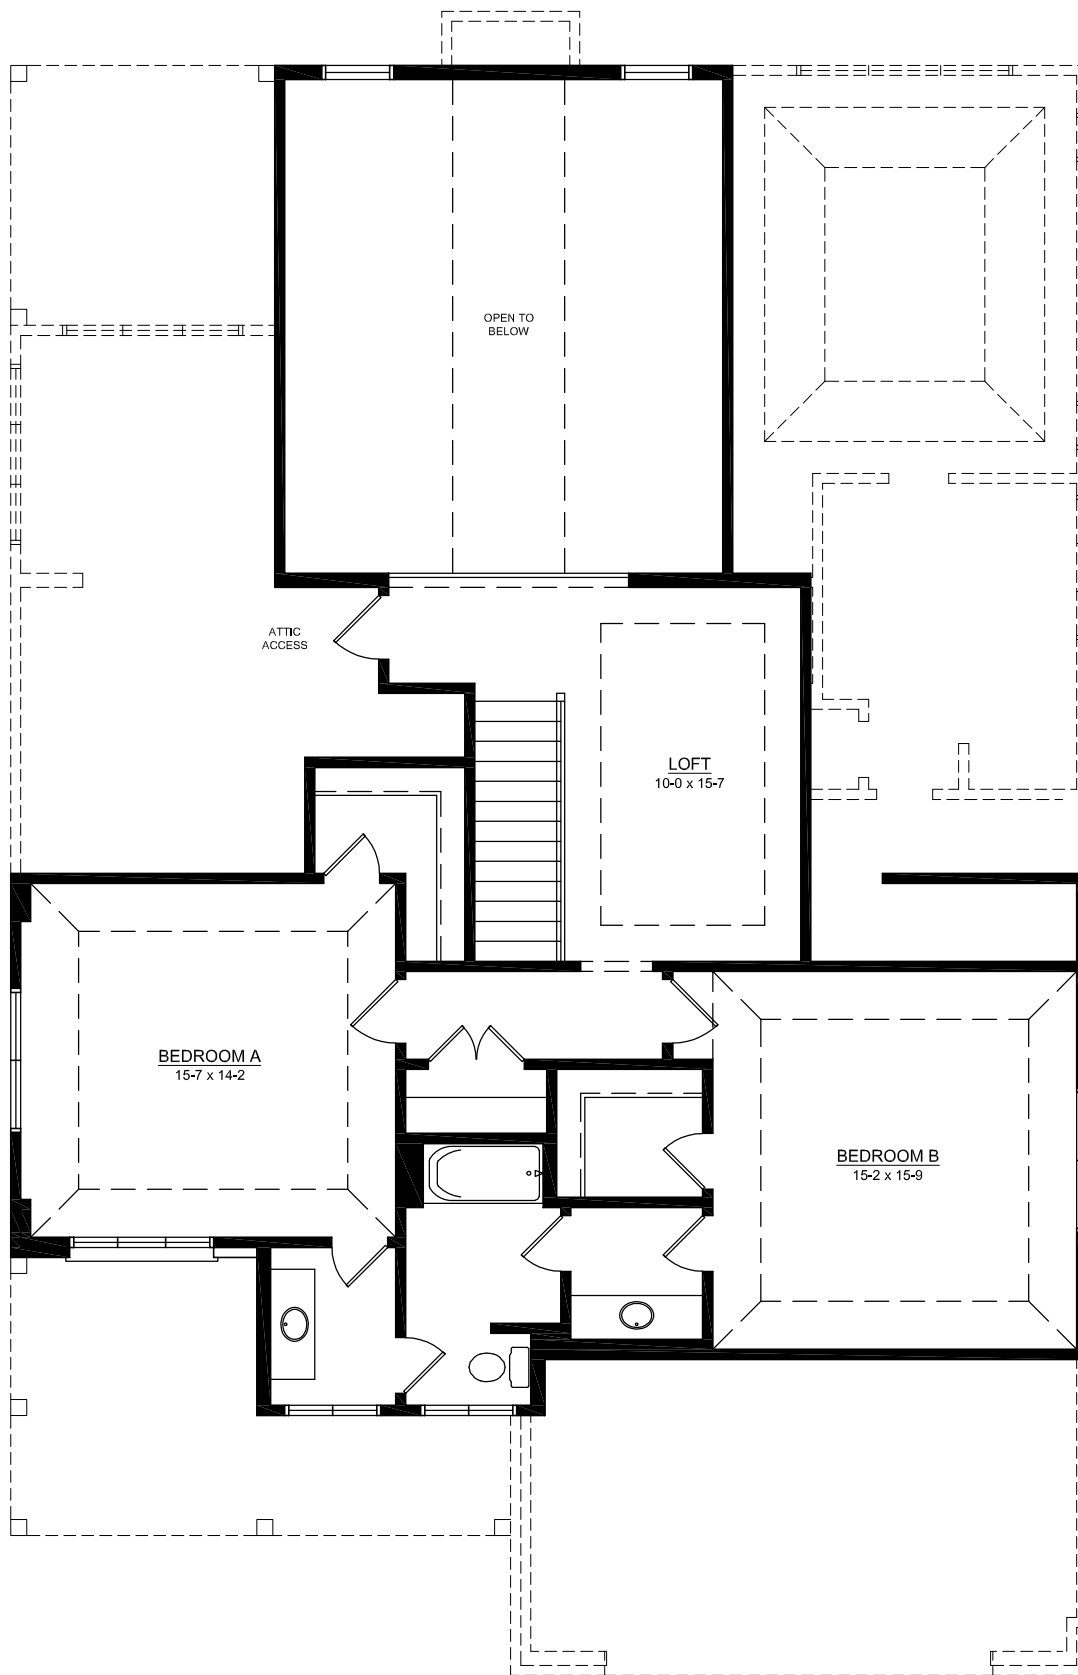 OPEN TO
BELOW
ATTIC
ACCESS
LOFT
10-0 x 15-7
BEDROOM A
15-7 x 14-2
BEDROOM B
15-2 x 15-9